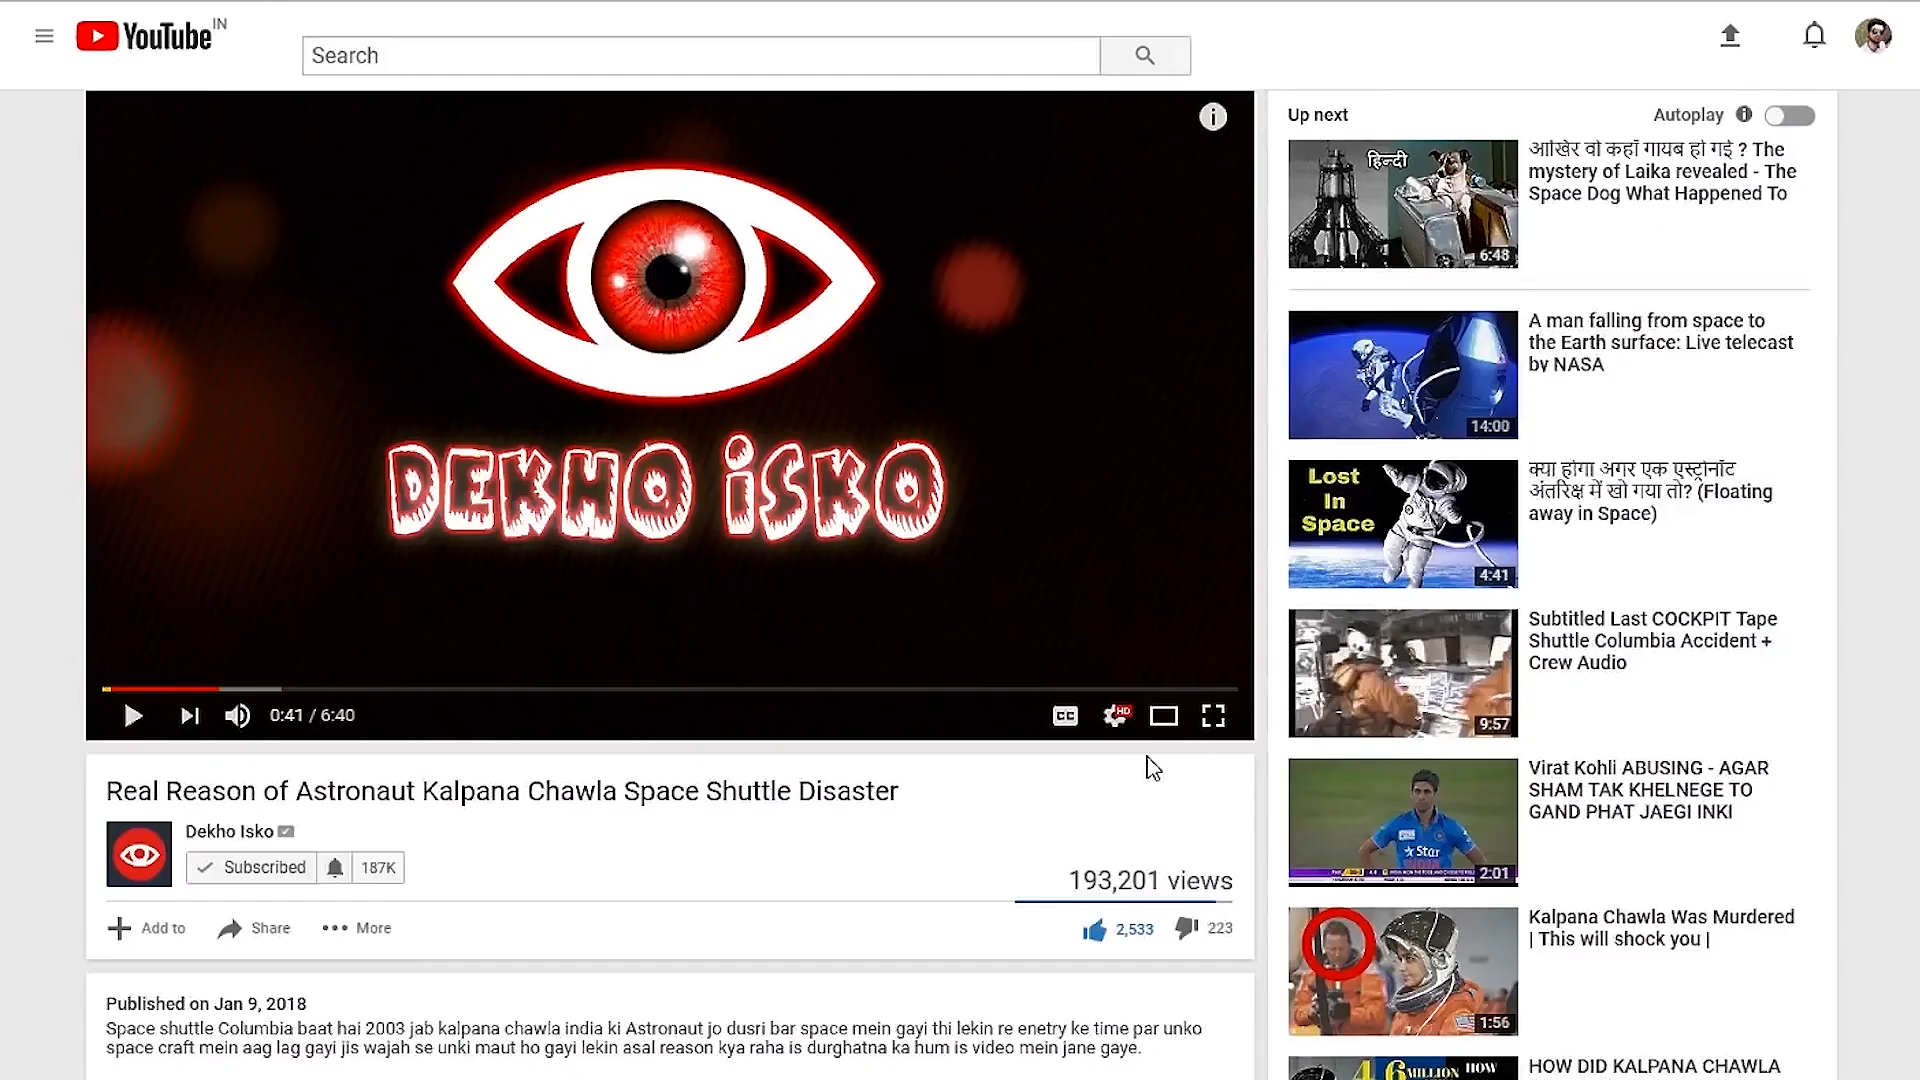 YouTube IN
Search
DEKHO ISKO
0:41 / 6:40
CC
HD
Real Reason of Astronaut Kalpana Chawla Space Shuttle Disaster
Dekho Isko
Subscribed
187K
193,201 views
Add to
Share
More
2,533
223
Published on Jan 9, 2018
Space shuttle Columbia baat hai 2003 jab kalpana chawla india ki Astronaut jo dusri bar space mein gayi thi lekin re enetry ke time par unko
space craft mein aag lag gayi jis wajah se unki maut ho gayi lekin asal reason kya raha is durghatna ka hum is video mein jane gaye.
Up next
Autoplay
हिन्दी
6:48
आखिर वो कहाँ गायब हो गई ? The
mystery of Laika revealed - The
Space Dog What Happened To
14:00
A man falling from space to
the Earth surface: Live telecast
by NASA
Lost
In
Space
4:41
क्या होगा अगर एक एस्ट्रोनॉट
अंतरिक्ष में खो गया तो? (Floating
away in Space)
9:57
Subtitled Last COCKPIT Tape
Shuttle Columbia Accident +
Crew Audio
Star
INDIA
2:01
Virat Kohli ABUSING - AGAR
SHAM TAK KHELNEGE TO
GAND PHAT JAEGI INKI
1:56
Kalpana Chawla Was Murdered
| This will shock you |
MILLION HOW
HOW DID KALPANA CHAWLA